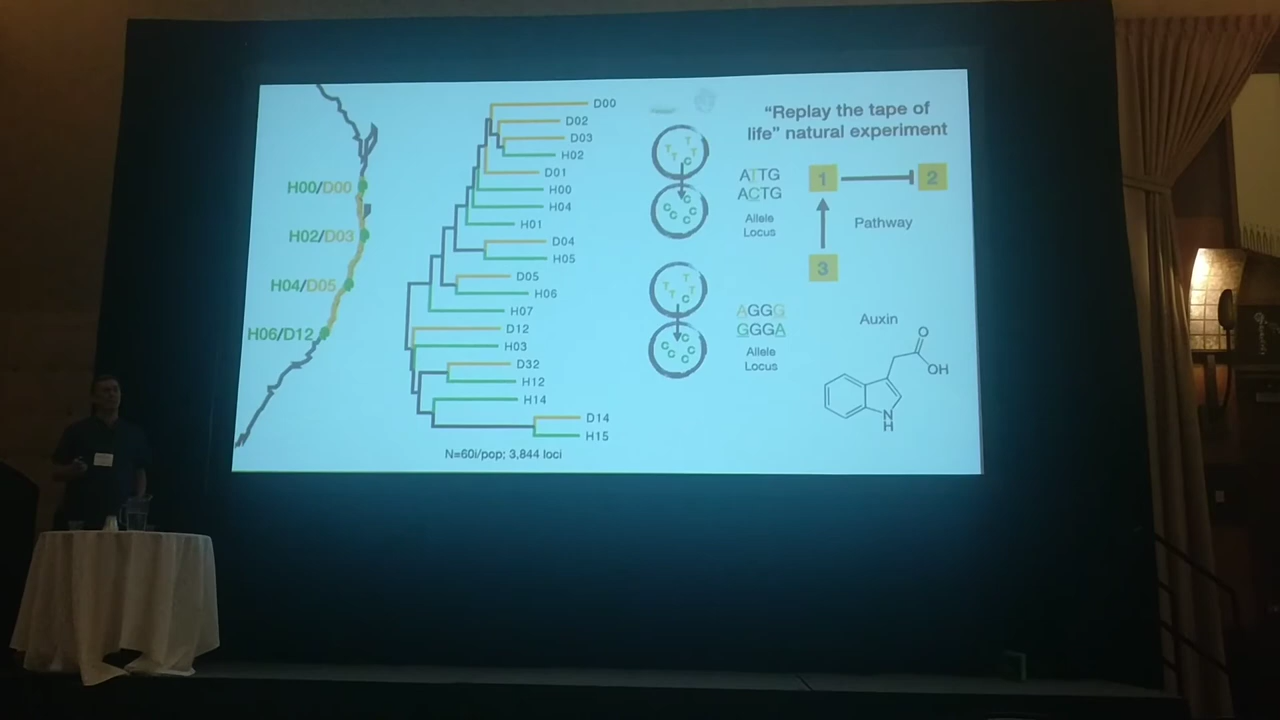 H00/D00
H02/D03
H04/D05
H06/D12
D00
D02
D03
H02
D01
H00
H04
H01
D04
H05
D05
H06
H07
D12
H03
D32
H12
H14
D14
H15
N=60i/pop; 3,844 loci
T
T
T
T
C
C
C
C
C
C
ATTG
ACTG
Allele
Locus
T
T
T
T
C
C
C
C
C
C
AGGG
GGGA
Allele
Locus
“Replay the tape of
life” natural experiment
1
2
Pathway
3
Auxin
O
OH
N
H